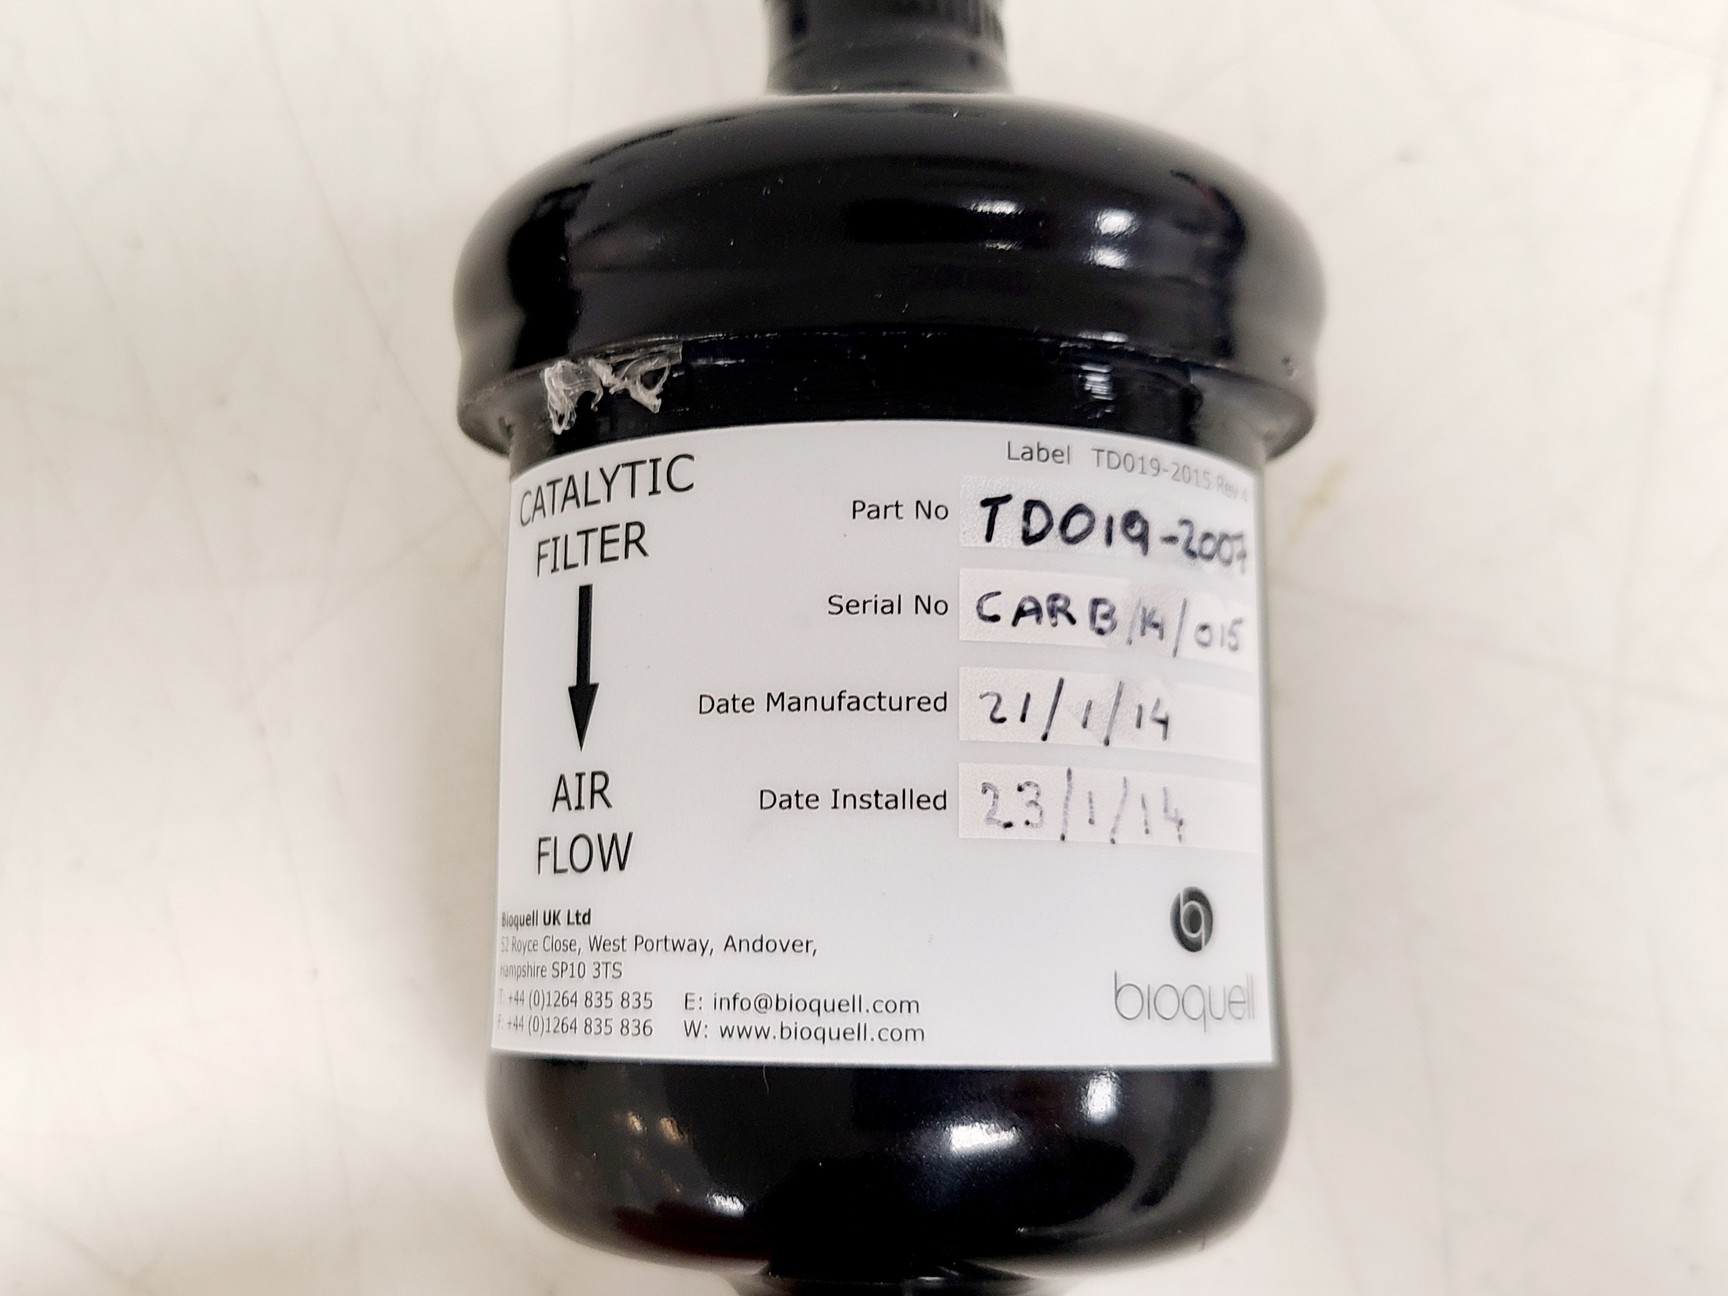 CATALYTIC
FILTER
AIR
FLOW
Label TD019-2015 Rev
Part No TD019-2007
Serial No CARB/14/015
Date Manufactured 21/1/14
Date Installed 23/1/14
Bioquell UK Ltd
52 Royce Close, West Portway, Andover,
Hampshire SP10 3TS
T: +44 (0)1264 835 835 E: info@bioquell.com
F: +44 (0)1264 835 836 W: www.bioquell.com
bioquell